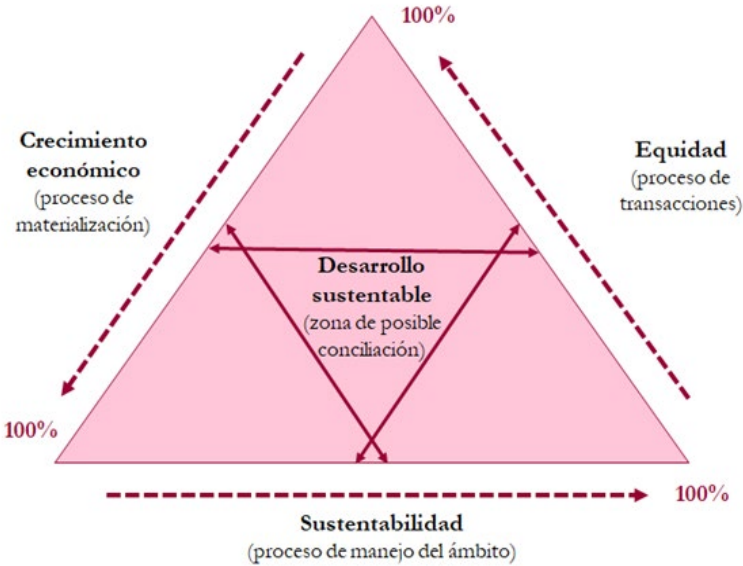 100%
Crecimiento
económico
(proceso de
materialización)
Equidad
(proceso de
transacciones)
Desarrollo
sustentable
(zona de posible
conciliación)
100%
100%
Sustentabilidad
(proceso de manejo del ámbito)